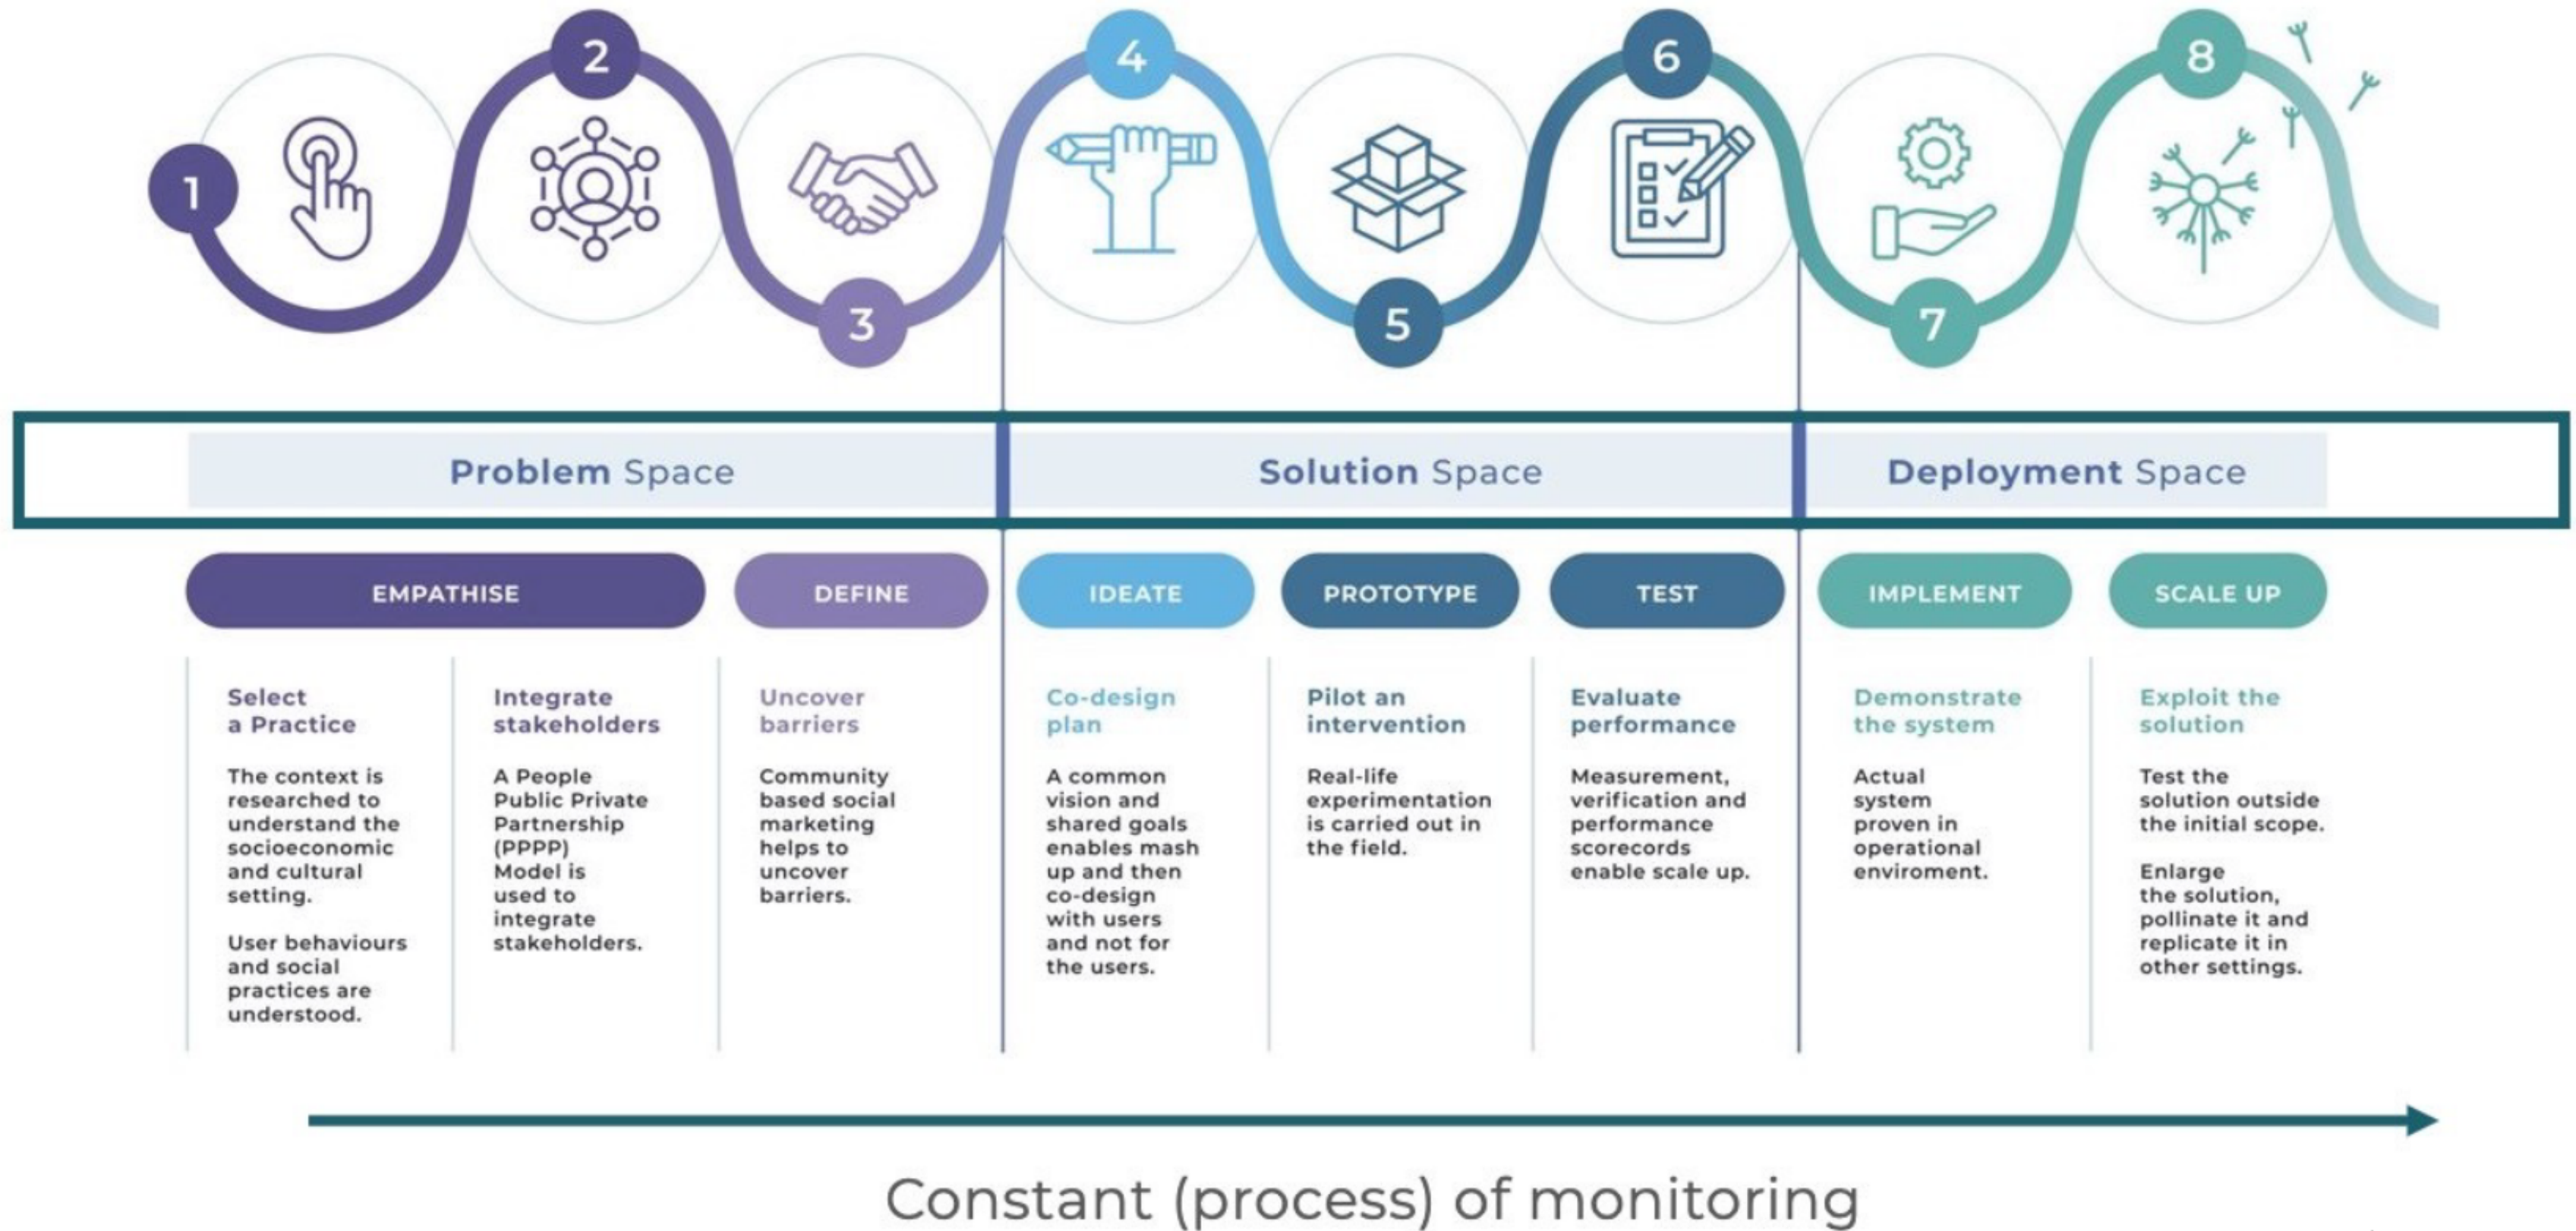 1
2
3
4
5
6
7
8
Problem Space
Solution Space
Deployment Space
EMPATHISE
DEFINE
IDEATE
PROTOTYPE
TEST
IMPLEMENT
SCALE UP
Select
a Practice
The context is
researched to
understand the
socioeconomic
and cultural
setting.
User behaviours
and social
practices are
understood.
Integrate
stakeholders
A People
Public Private
Partnership
(PPPP)
Model is
used to
integrate
stakeholders.
Uncover
barriers
Community
based social
marketing
helps to
uncover
barriers.
Co-design
plan
A common
vision and
shared goals
enables mash
up and then
co-design
with users
and not for
the users.
Pilot an
intervention
Real-life
experimentation
is carried out in
the field.
Evaluate
performance
Measurement,
verification and
performance
scorecords
enable scale up.
Demonstrate
the system
Actual
system
proven in
operational
enviroment.
Exploit the
solution
Test the
solution outside
the initial scope.
Enlarge
the solution,
pollinate it and
replicate it in
other settings.
Constant (process) of monitoring